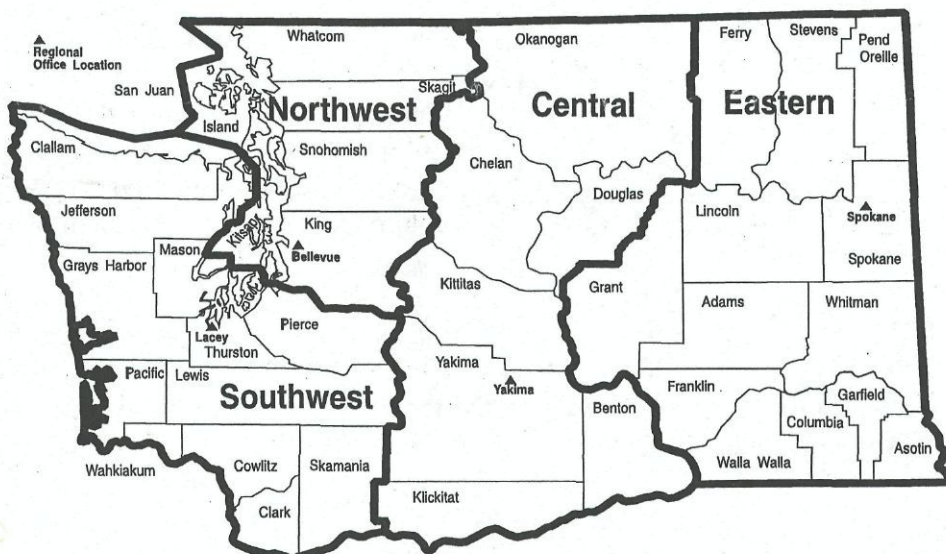 ▲
Regional
Office Location
San Juan
Whatcom
Skagit
Northwest
Island
Snohomish
King
Kitsap
▲
Bellevue
Okanogan
Central
Chelan
Douglas
Kittitas
Yakima
▲
Yakima
Benton
Klickitat
Ferry
Stevens
Pend
Oreille
Eastern
Lincoln
▲
Spokane
Spokane
Grant
Adams
Whitman
Franklin
Garfield
Columbia
Walla Walla
Asotin
Clallam
Jefferson
Mason
Grays Harbor
▲
Lacey
Thurston
Pierce
Pacific
Lewis
Southwest
Wahkiakum
Cowlitz
Skamania
Clark